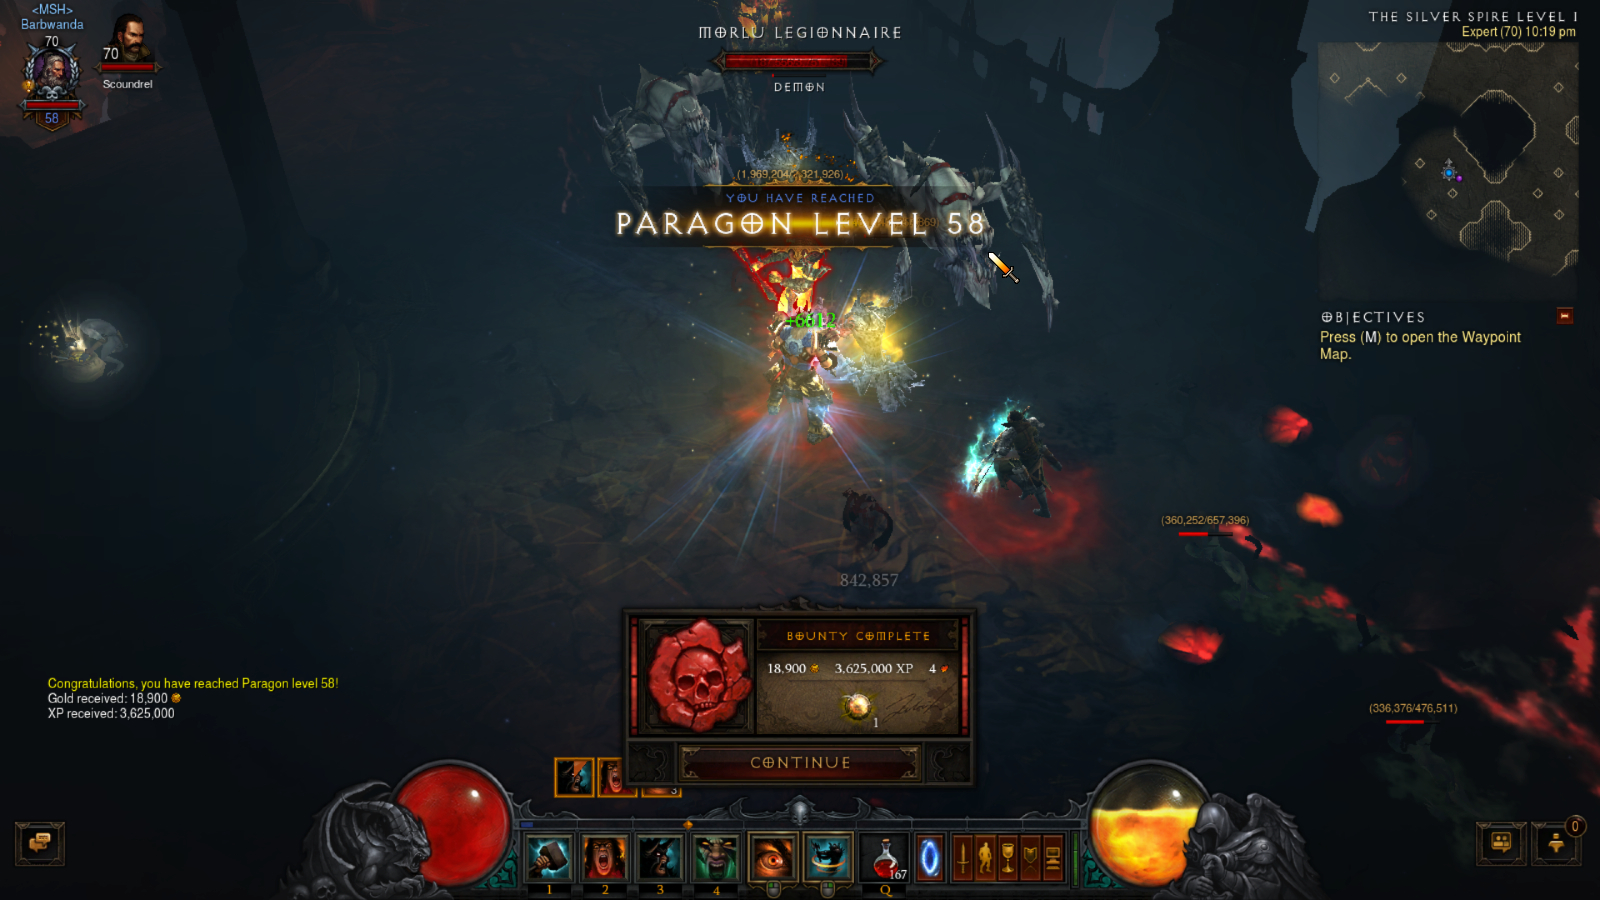 <MSH>
Barbwanda
70
58
70
Scoundrel
MORLU LEGIONNAIRE
DEMON
THE SILVER SPIRE LEVEL 1
Expert (70) 10:19 pm
YOU HAVE REACHED
PARAGON LEVEL 58
+6612
OBJECTIVES
Press (M) to open the Waypoint
Map.
(360,252/657,396)
842,857
BOUNTY COMPLETE
18,900 3,625,000 XP 4
1
CONTINUE
(336,376/476,511)
Congratulations, you have reached Paragon level 58!
Gold received: 18,900
XP received: 3,625,000
3
167
0
1 2 3 4 Q